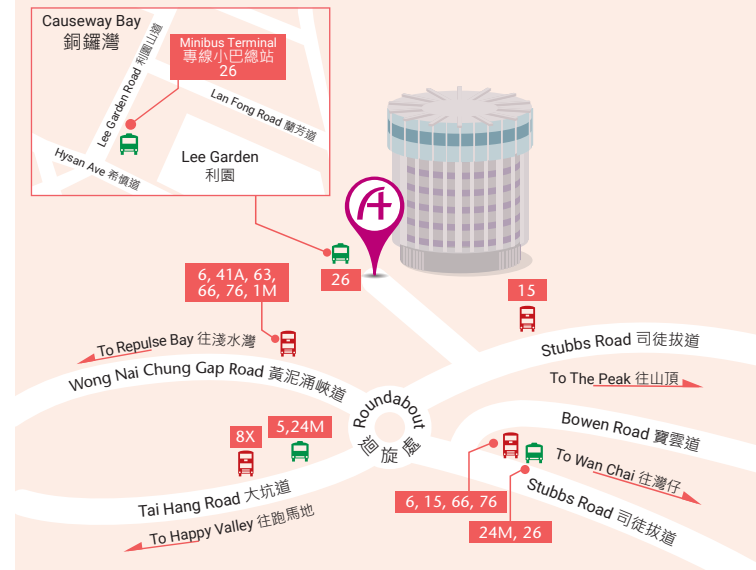 Causeway Bay
銅鑼灣
Minibus Terminal
專線小巴總站
26
Lee Garden Road 利園山道
Lan Fong Road 蘭芳道
Hysan Ave 希慎道
Lee Garden
利園
26
6, 41A, 63,
66, 76, 1M
15
To Repulse Bay 往淺水灣
Wong Nai Chung Gap Road 黃泥涌峽道
Stubbs Road 司徒拔道
To The Peak 往山頂
Roundabout
迴旋處
Bowen Road 寶雲道
8X
5,24M
To Wan Chai 往灣仔
6, 15, 66, 76
24M, 26
Stubbs Road 司徒拔道
Tai Hang Road 大坑道
To Happy Valley 往跑馬地